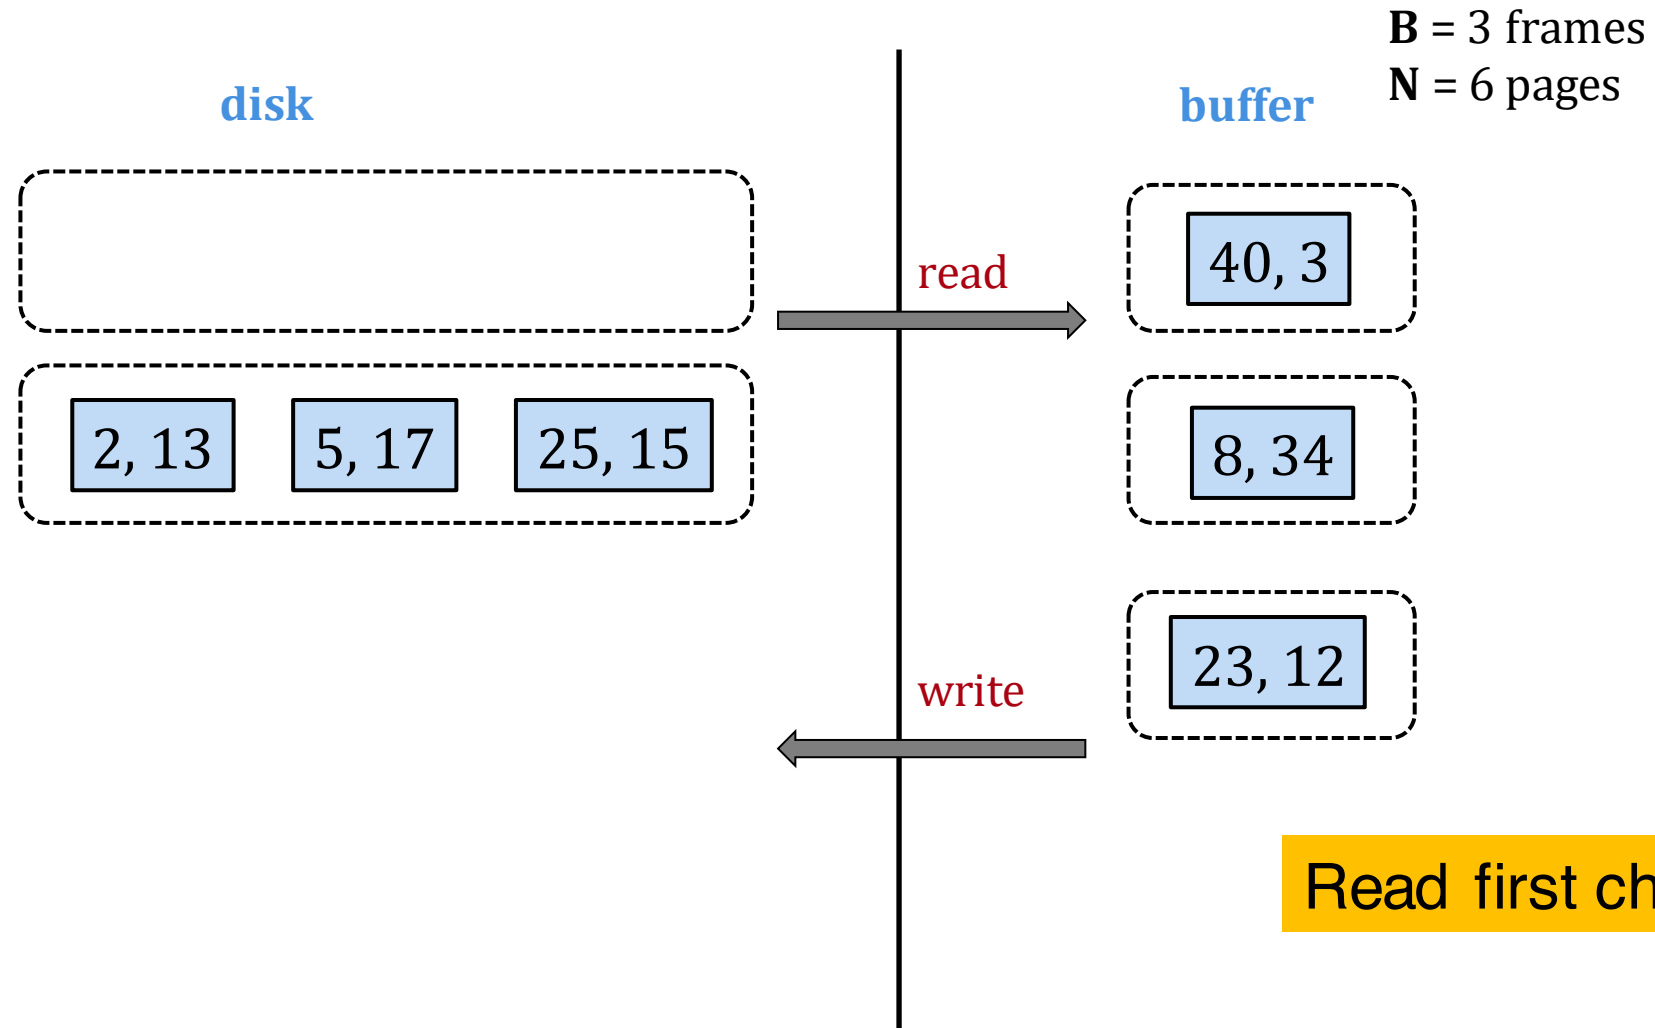 B = 3 frames
N = 6 pages
disk
buffer
40, 3
read
2, 13
5, 17
25, 15
8, 34
23, 12
write
Read first